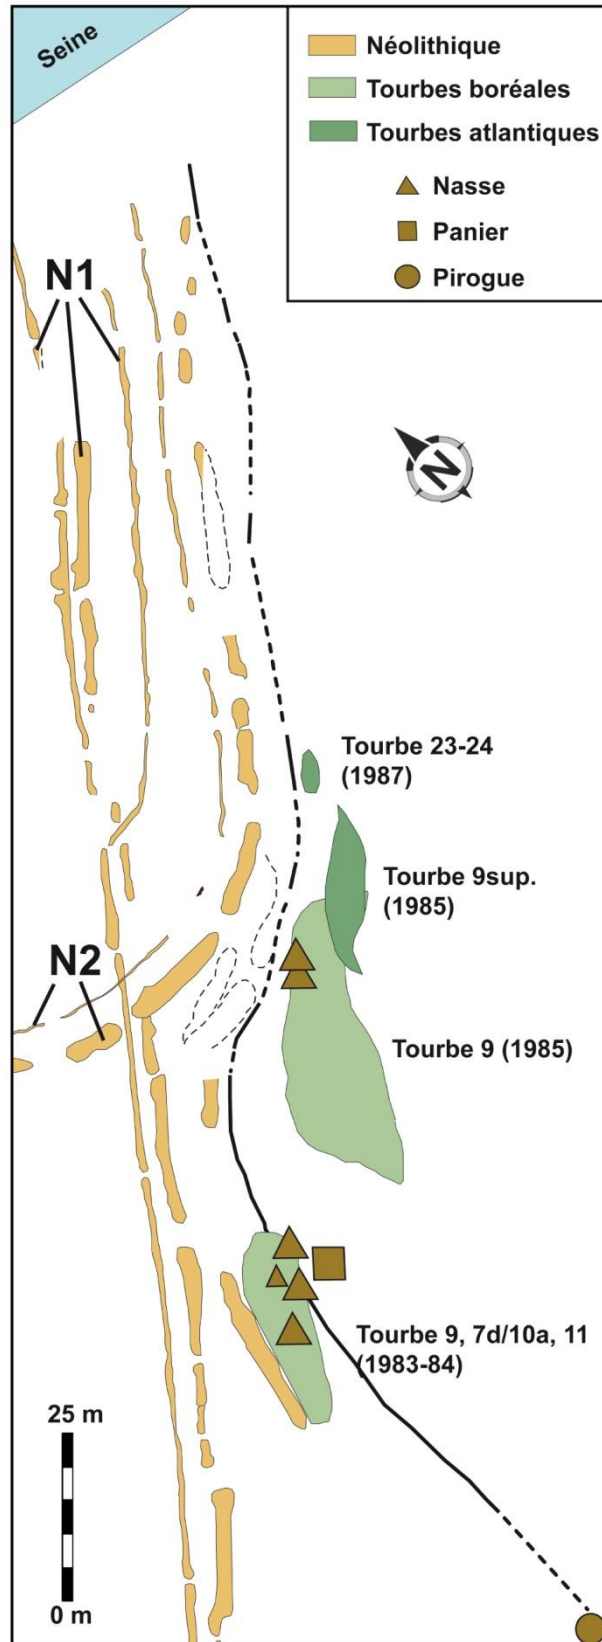 Seine
Néolithique
Tourbes boréales
Tourbes atlantiques
Nasse
Panier
Pirogue
N1
N
Tourbe 23-24
(1987)
Tourbe 9sup.
(1985)
N2
Tourbe 9 (1985)
Tourbe 9, 7d/10a, 11
(1983-84)
25 m
0 m